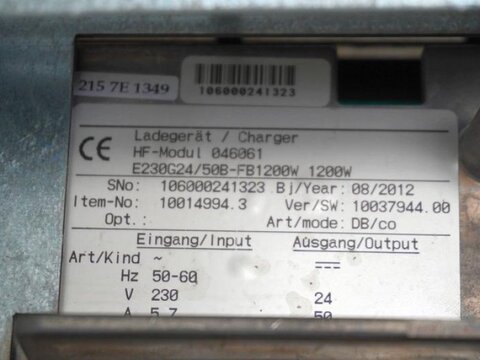 215 7E 1349
106000241323
CE Ladegerät / Charger
HF-Modul 046061
E230G24/50B-FB1200W 1200W
SNo: 106000241323 Bj/Year: 08/2012
Item-No: 10014994.3 Ver/SW: 10037944.00
Opt.: Art/mode: DB/co
Eingang/Input Ausgang/Output
Art/Kind ~ ⎓
Hz 50-60
V 230 24
A 5.7 50